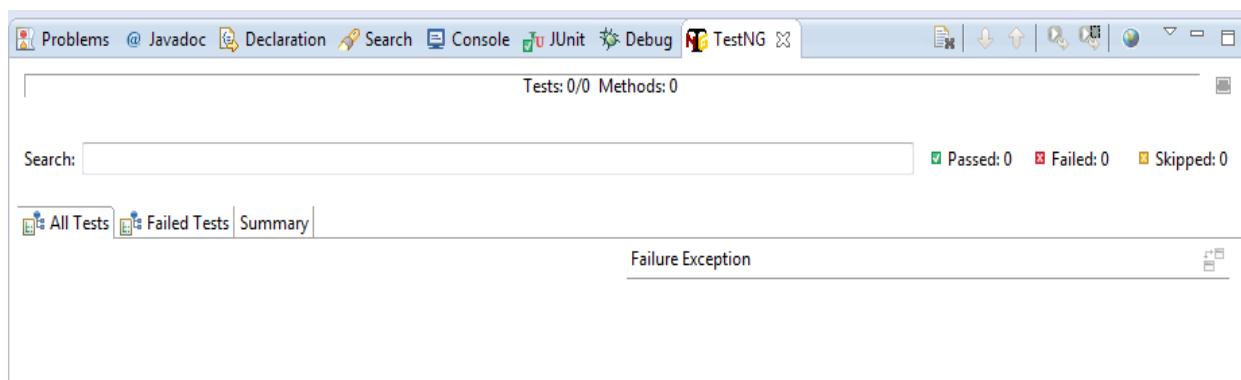 Problems @ Javadoc Declaration Search Console JUnit Debug TestNG
Tests: 0/0 Methods: 0
Search: Passed: 0 Failed: 0 Skipped: 0
All Tests Failed Tests Summary
Failure Exception